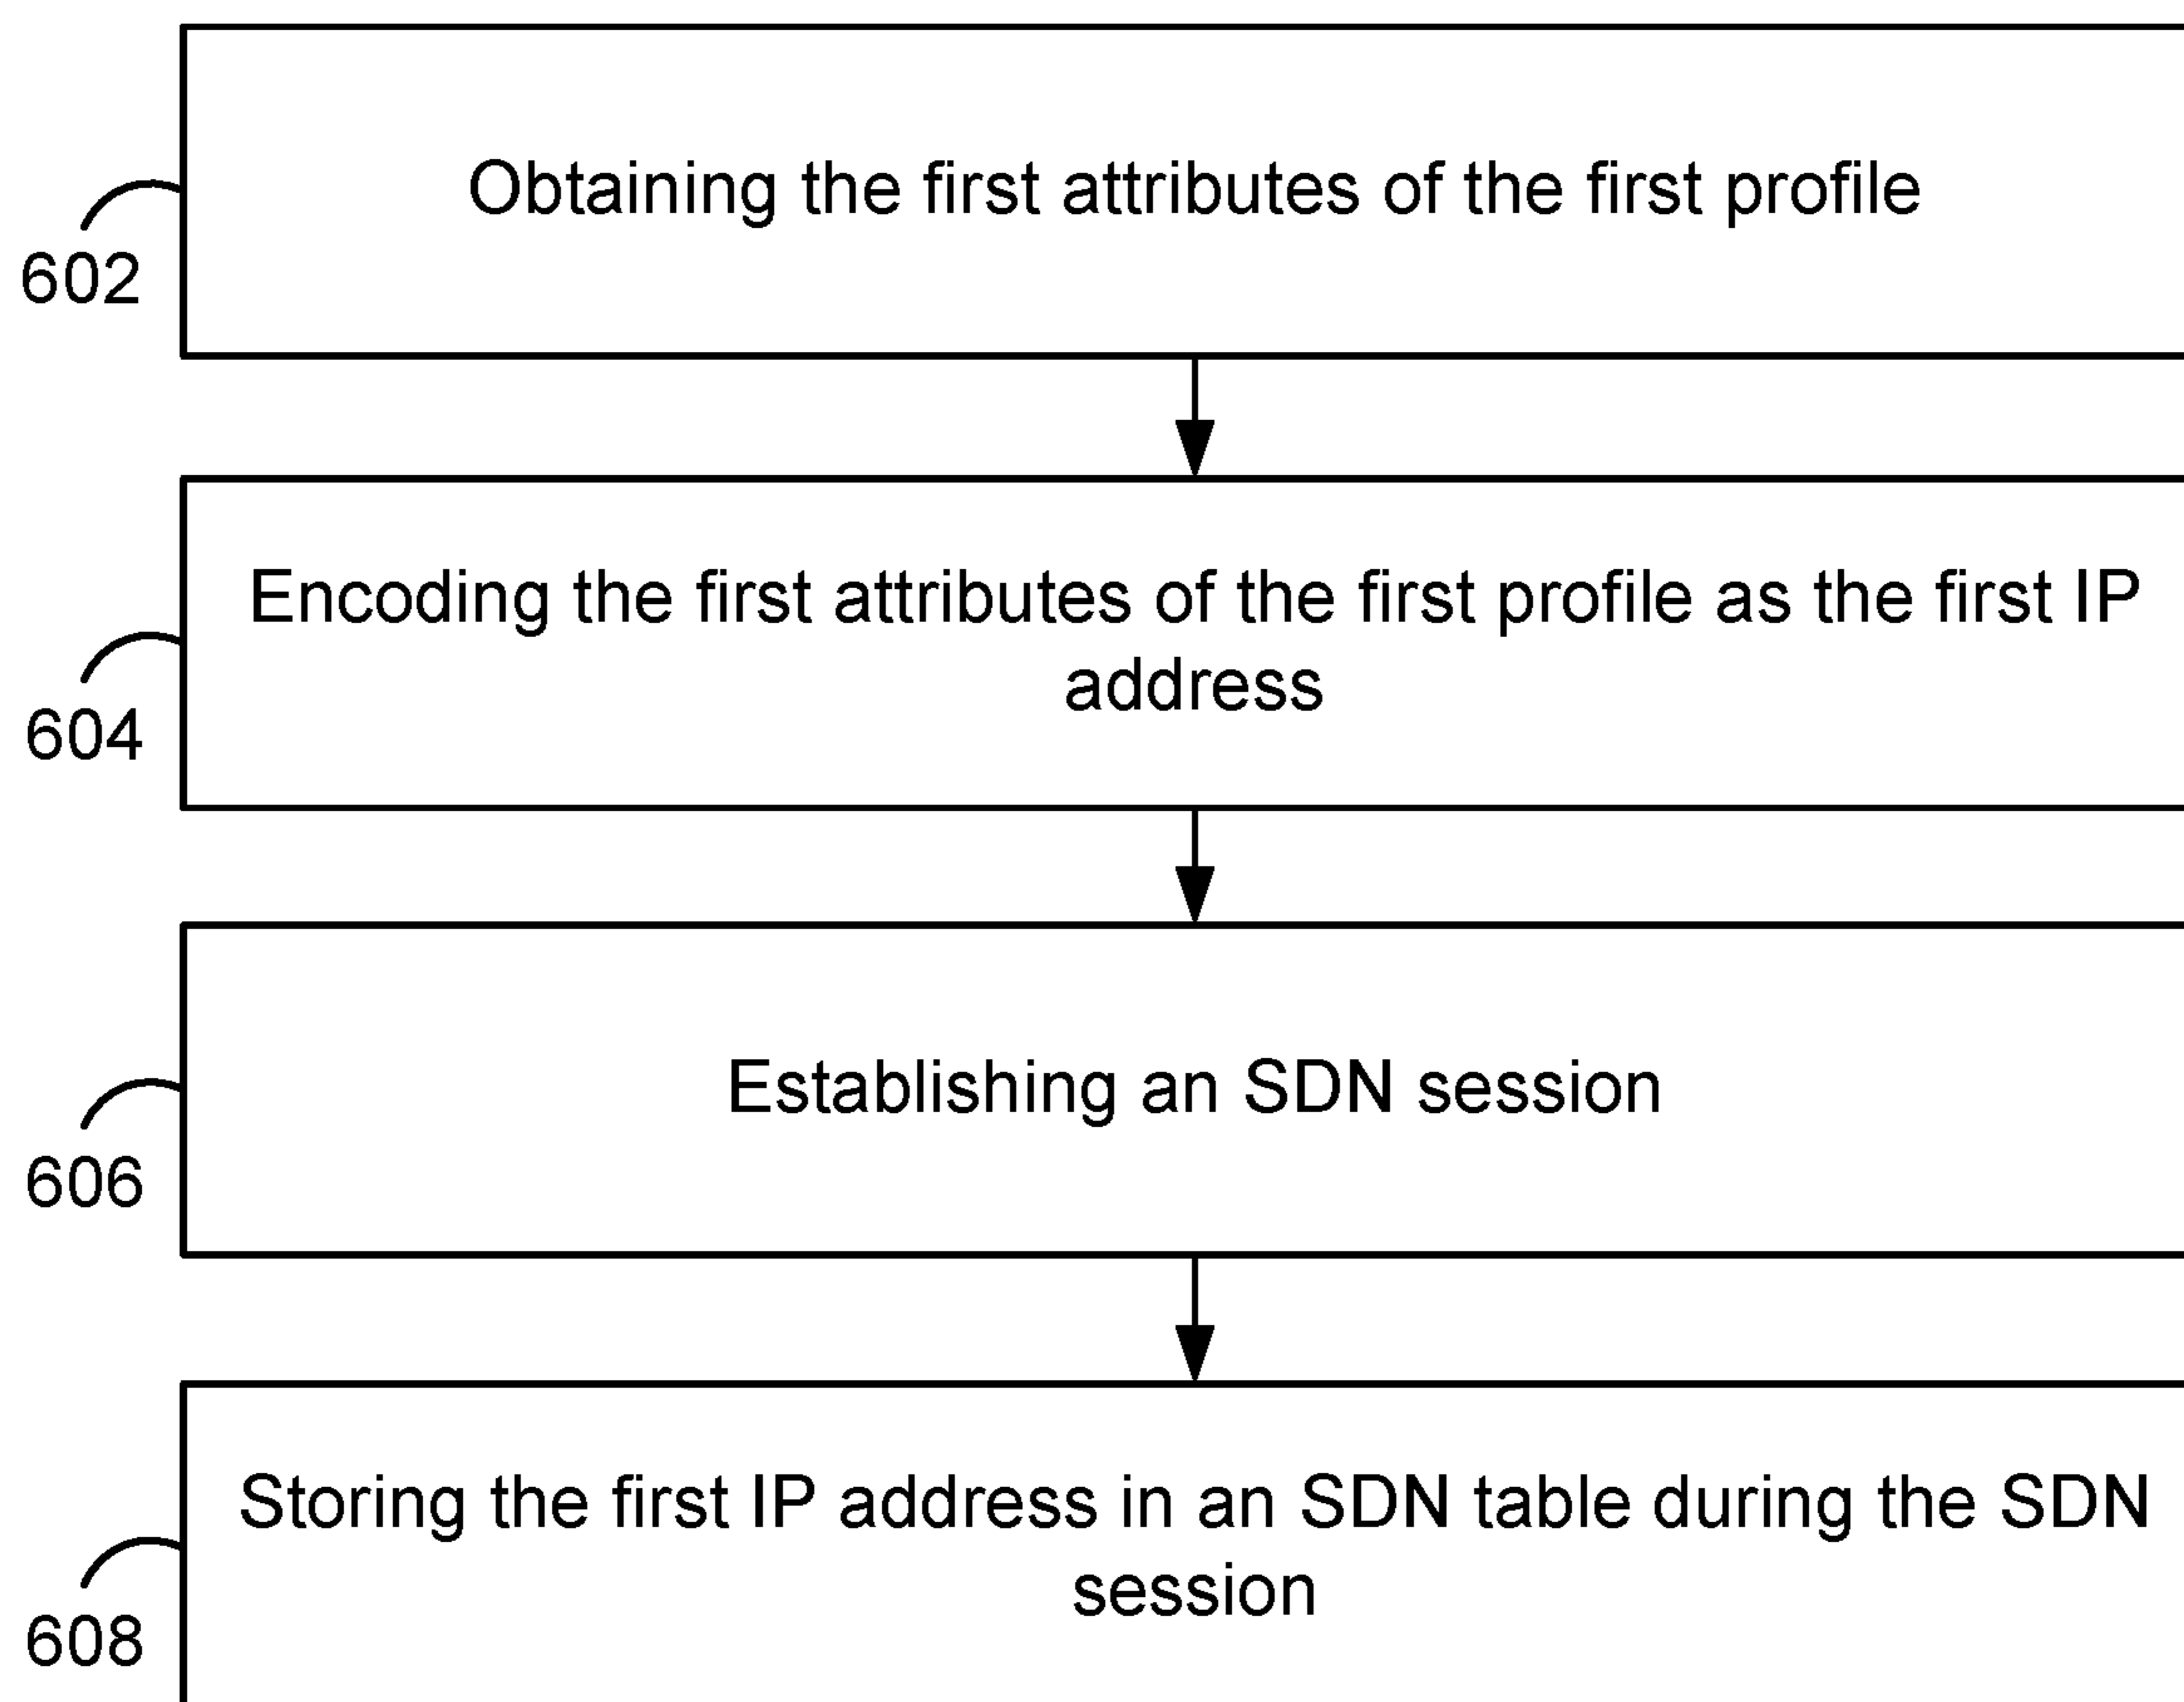 Obtaining the first attributes of the first profile
602
Encoding the first attributes of the first profile as the first IP
address
604
Establishing an SDN session
606
Storing the first IP address in an SDN table during the SDN
session
608